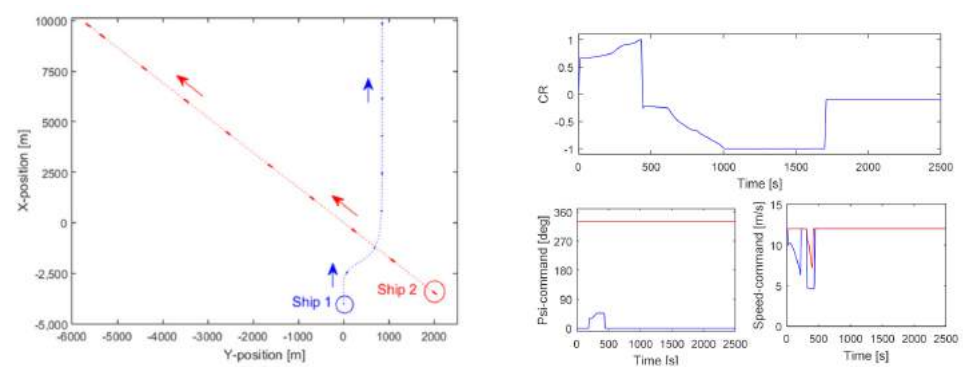 10000
7500
5000
2500
0
-2,500
-5,000
X-position [m]
Ship 1
Ship 2
-6000 -5000 -4000 -3000 -2000 -1000 0 1000 2000
Y-position [m]
1
0.5
0
-0.5
-1
CR
0 500 1000 1500 2000 2500
Time [s]
360
270
180
90
0
Psi-command [deg]
0 500 1000 1500 2000 2500
Time [s]
15
10
5
0
Speed-command [m/s]
0 500 1000 1500 2000 2500
Time [s]